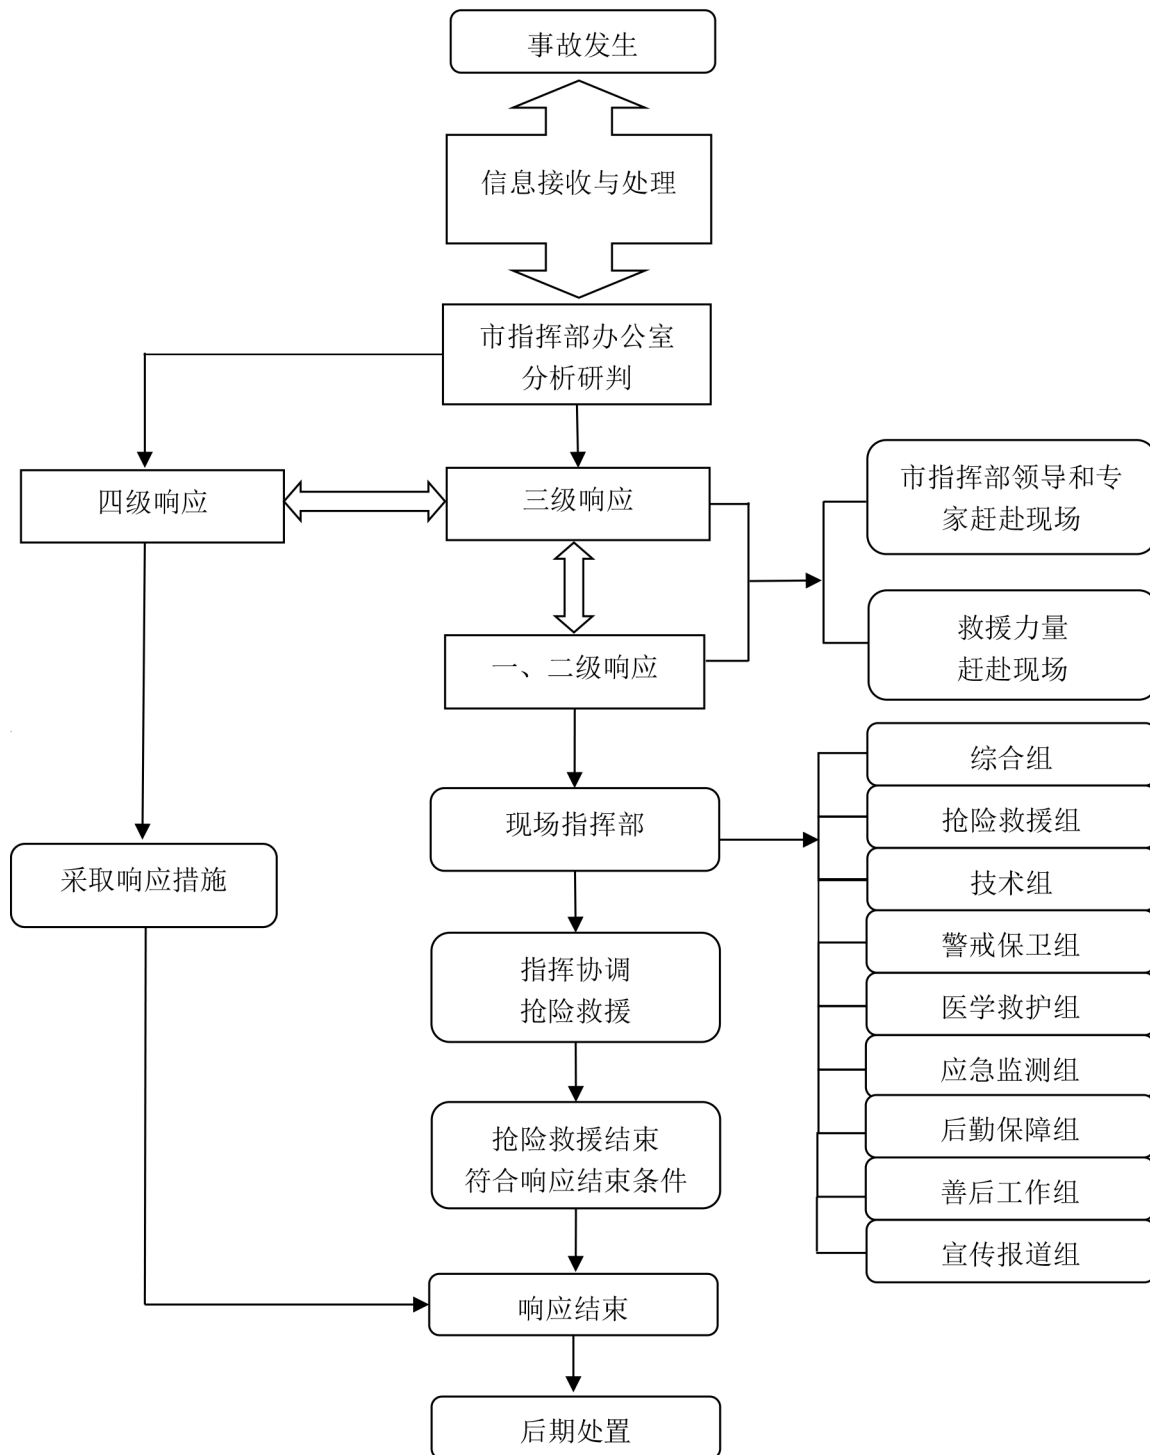 事故发生
信息接收与处理
市指挥部办公室
分析研判
四级响应
三级响应
市指挥部领导和专
家赶赴现场
救援力量
赶赴现场
一、二级响应
综合组
现场指挥部
抢险救援组
采取响应措施
技术组
警戒保卫组
指挥协调
抢险救援
医学救护组
应急监测组
后勤保障组
抢险救援结束
符合响应结束条件
善后工作组
宣传报道组
响应结束
后期处置